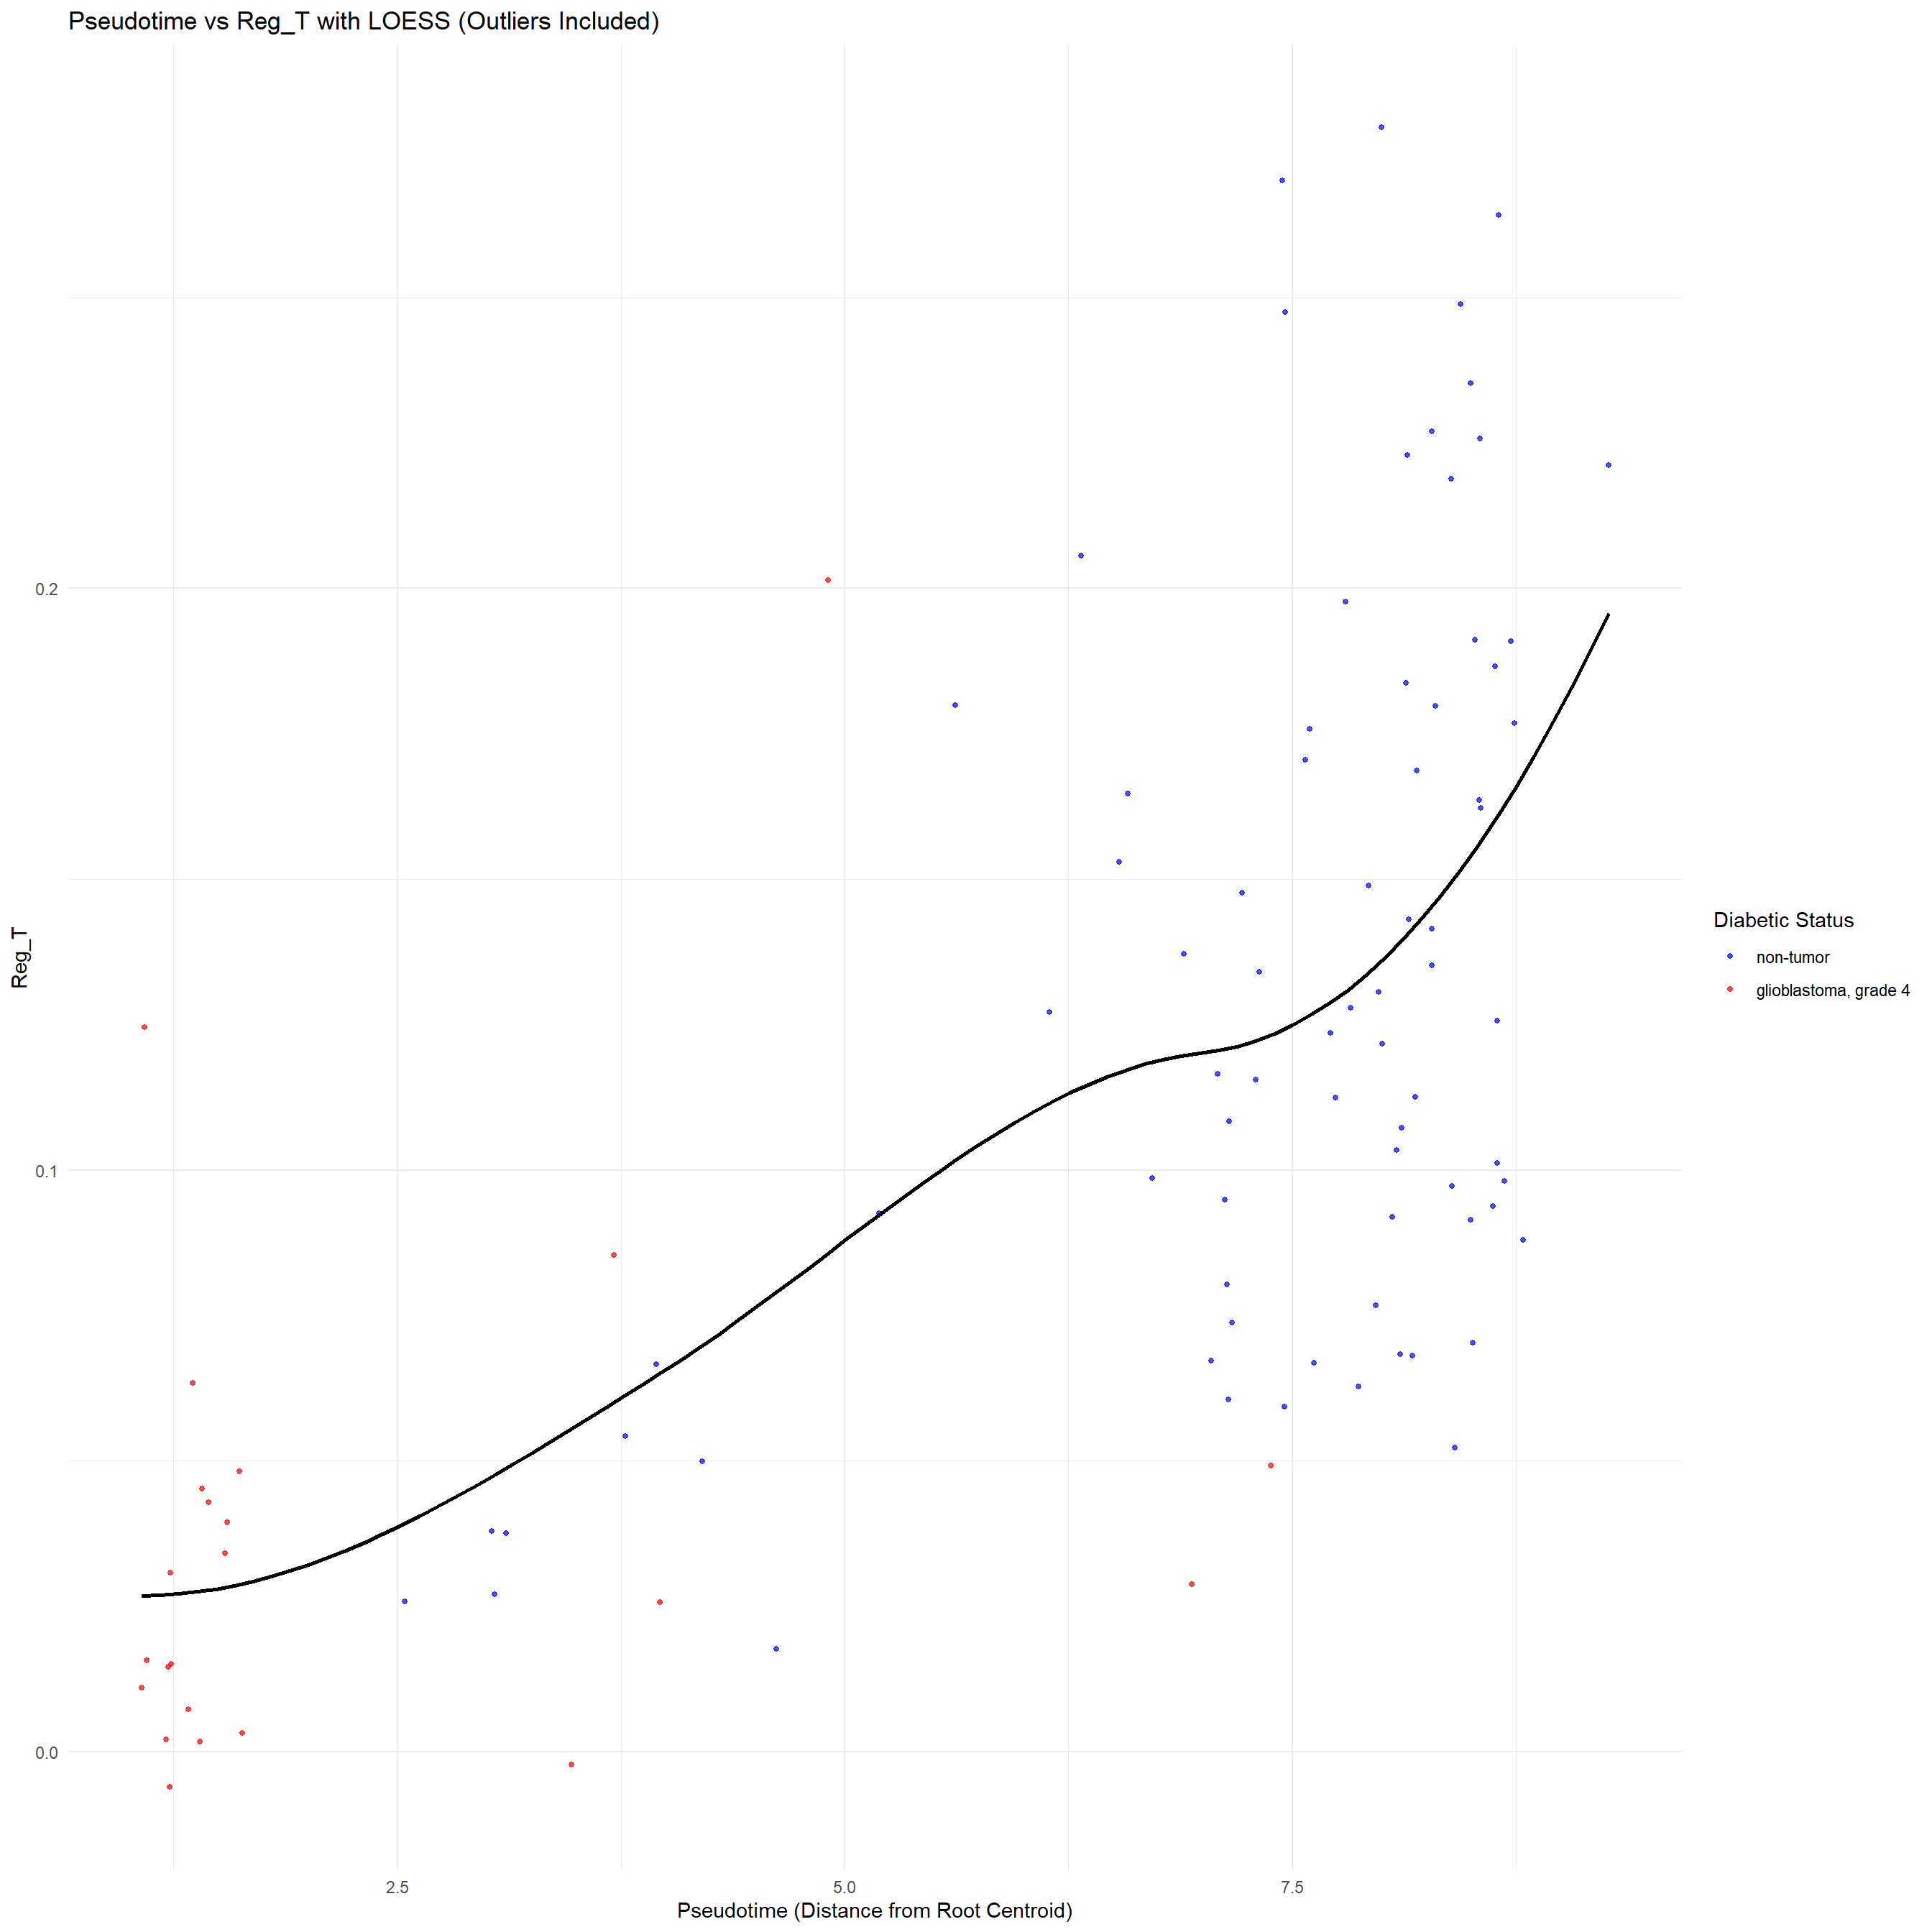 Pseudotime vs Reg_T with LOESS (Outliers Included)
0.2
0.1
0.0
Reg_T
2.5 5.0 7.5
Pseudotime (Distance from Root Centroid)
Diabetic Status
non-tumor
glioblastoma, grade 4